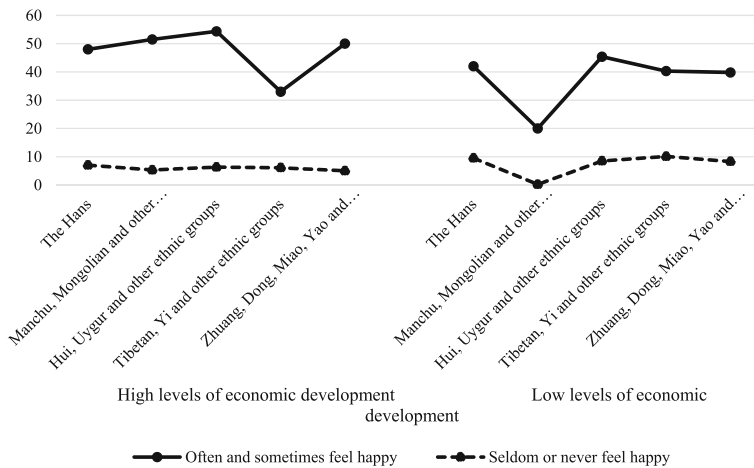 60
50
40
30
20
10
0
The Hans
Manchu, Mongolian and other…
Hui, Uygur and other ethnic groups
Tibetan, Yi and other ethnic groups
Zhuang, Dong, Miao, Yao and…
The Hans
Manchu, Mongolian and other…
Hui, Uygur and other ethnic groups
Tibetan, Yi and other ethnic groups
Zhuang, Dong, Miao, Yao and…
High levels of economic development
Low levels of economic
development
Often and sometimes feel happy
Seldom or never feel happy